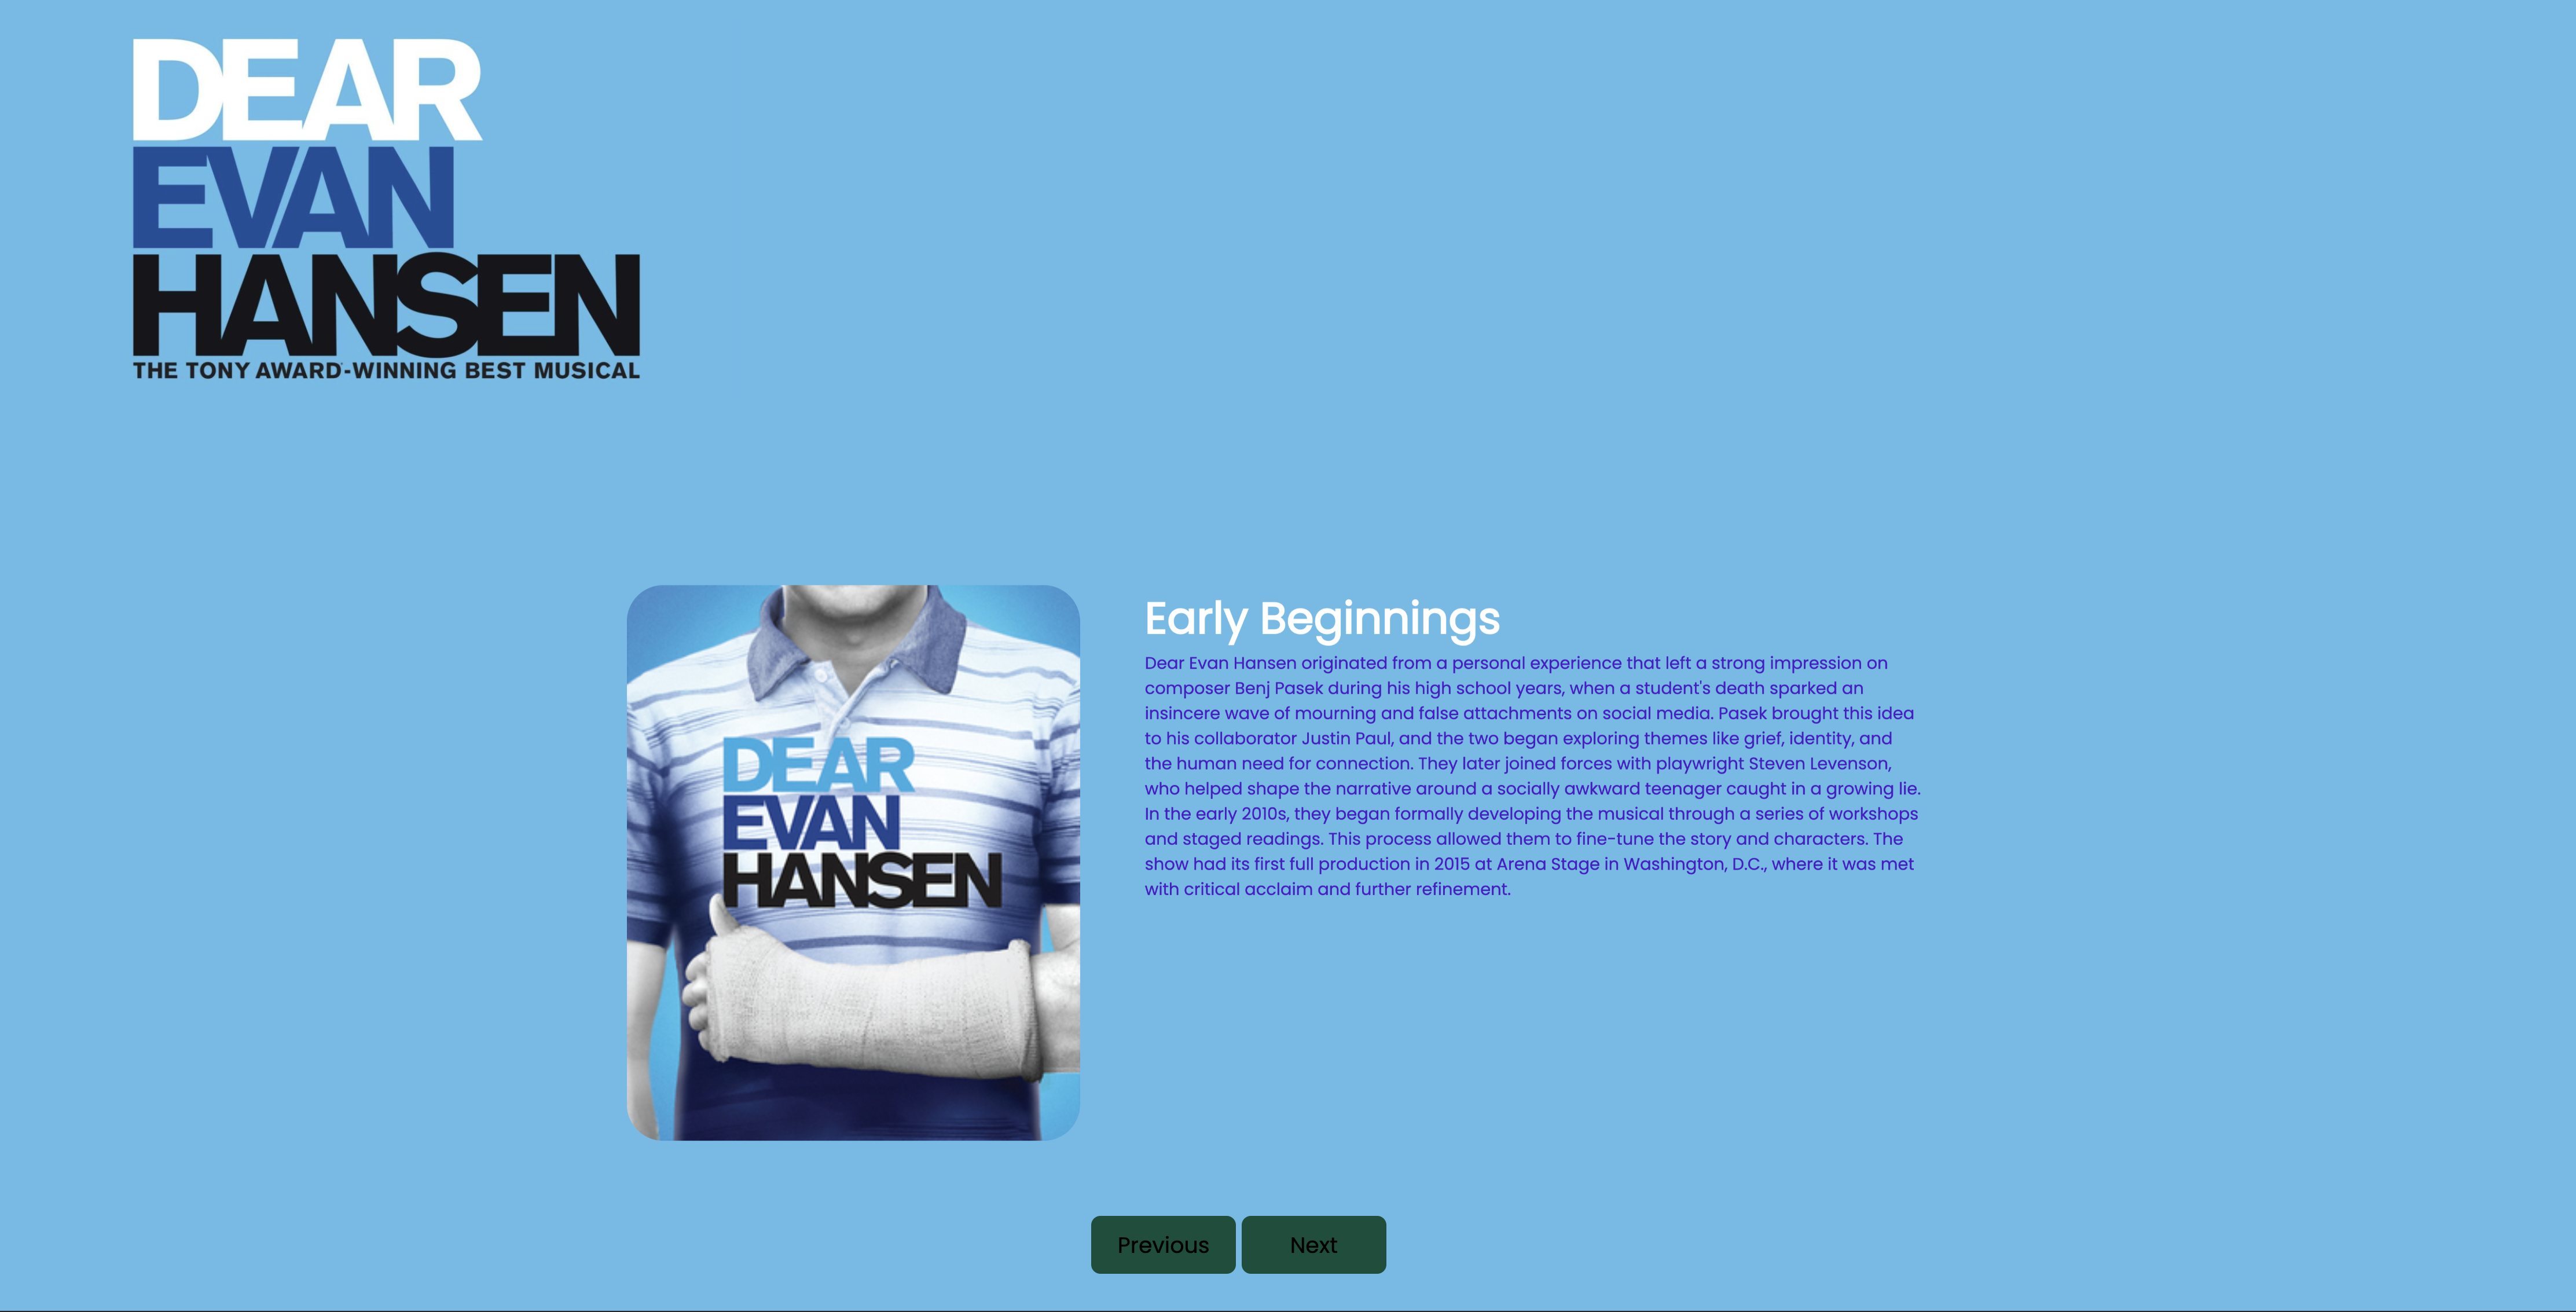 DEAR
EVAN
HANSEN
THE TONY AWARD-WINNING BEST MUSICAL
DEAR
EVAN
HANSEN
Early Beginnings
Dear Evan Hansen originated from a personal experience that left a strong impression on
composer Benj Pasek during his high school years, when a student's death sparked an
insincere wave of mourning and false attachments on social media. Pasek brought this idea
to his collaborator Justin Paul, and the two began exploring themes like grief, identity, and
the human need for connection. They later joined forces with playwright Steven Levenson,
who helped shape the narrative around a socially awkward teenager caught in a growing lie.
In the early 2010s, they began formally developing the musical through a series of workshops
and staged readings. This process allowed them to fine-tune the story and characters. The
show had its first full production in 2015 at Arena Stage in Washington, D.C., where it was met
with critical acclaim and further refinement.
Previous
Next